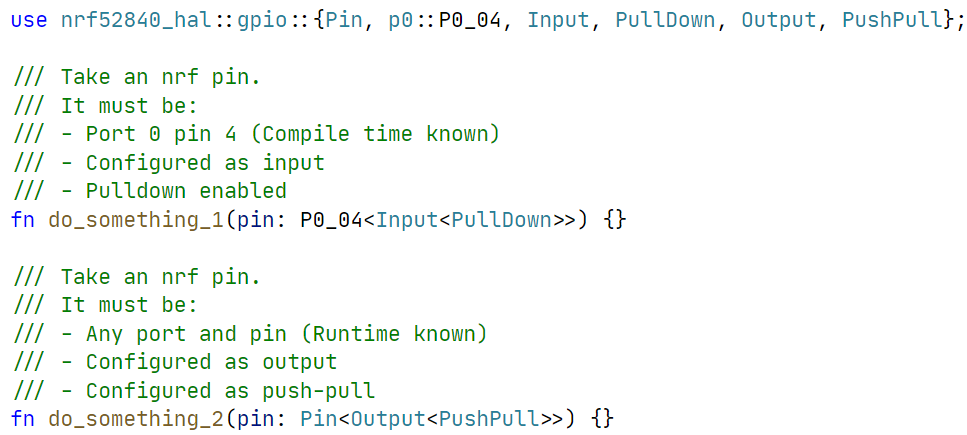 use nrf52840_hal::gpio::{Pin, p0::P0_04, Input, PullDown, Output, PushPull};
/// Take an nrf pin.
/// It must be:
/// - Port 0 pin 4 (Compile time known)
/// - Configured as input
/// - Pulldown enabled
fn do_something_1(pin: P0_04<Input<PullDown>>) {}
/// Take an nrf pin.
/// It must be:
/// - Any port and pin (Runtime known)
/// - Configured as output
/// - Configured as push-pull
fn do_something_2(pin: Pin<Output<PushPull>>) {}